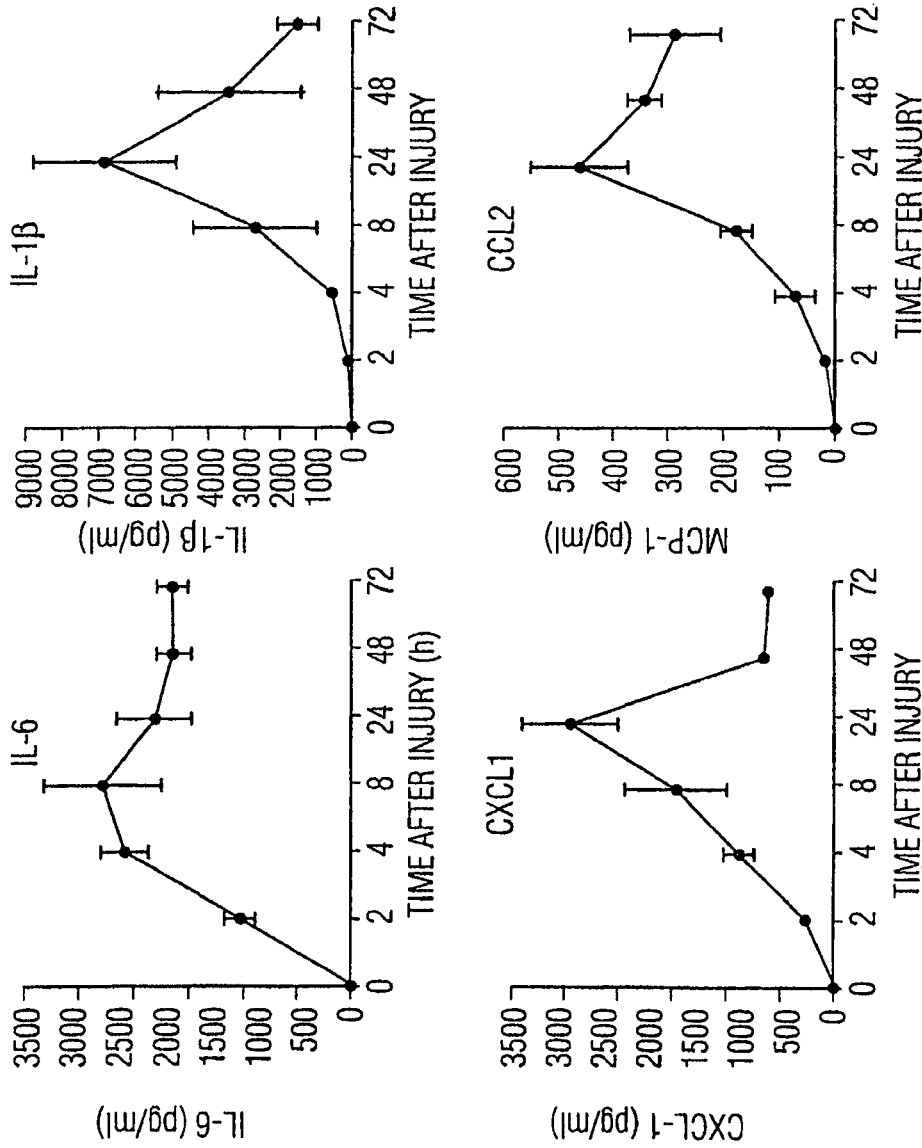 IL-6
IL-6 (pg/ml)
3500
3000
2500
2000
1500
1000
500
0
0 2 4 8 24 48 72
TIME AFTER INJURY (h)
IL-1β
IL-1β (pg/ml)
9000
8000
7000
6000
5000
4000
3000
2000
1000
0
0 2 4 8 24 48 72
TIME AFTER INJURY
CXCL1
CXCL-1 (pg/ml)
3500
3000
2500
2000
1500
1000
500
0
0 2 4 8 24 48 72
TIME AFTER INJURY
CCL2
MCP-1 (pg/ml)
600
500
400
300
200
100
0
0 2 4 8 24 48 72
TIME AFTER INJURY